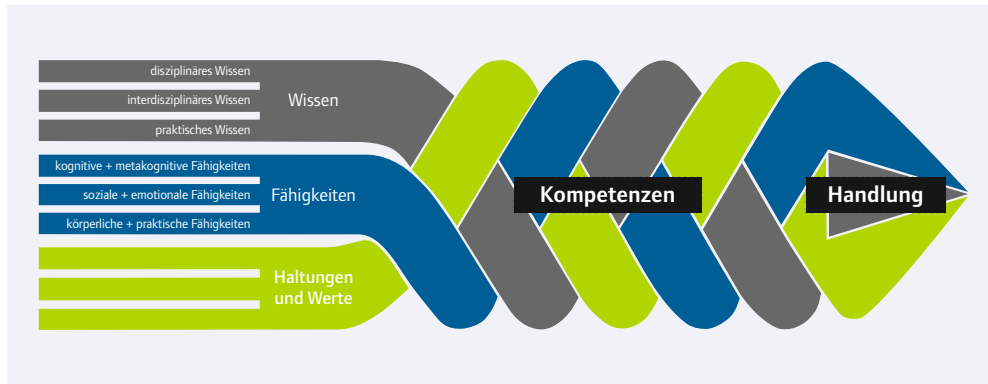 disziplinäres Wissen
interdisziplinäres Wissen
praktisches Wissen
Wissen
kognitive + metakognitive Fähigkeiten
soziale + emotionale Fähigkeiten
körperliche + praktische Fähigkeiten
Fähigkeiten
Haltungen
und Werte
Kompetenzen
Handlung